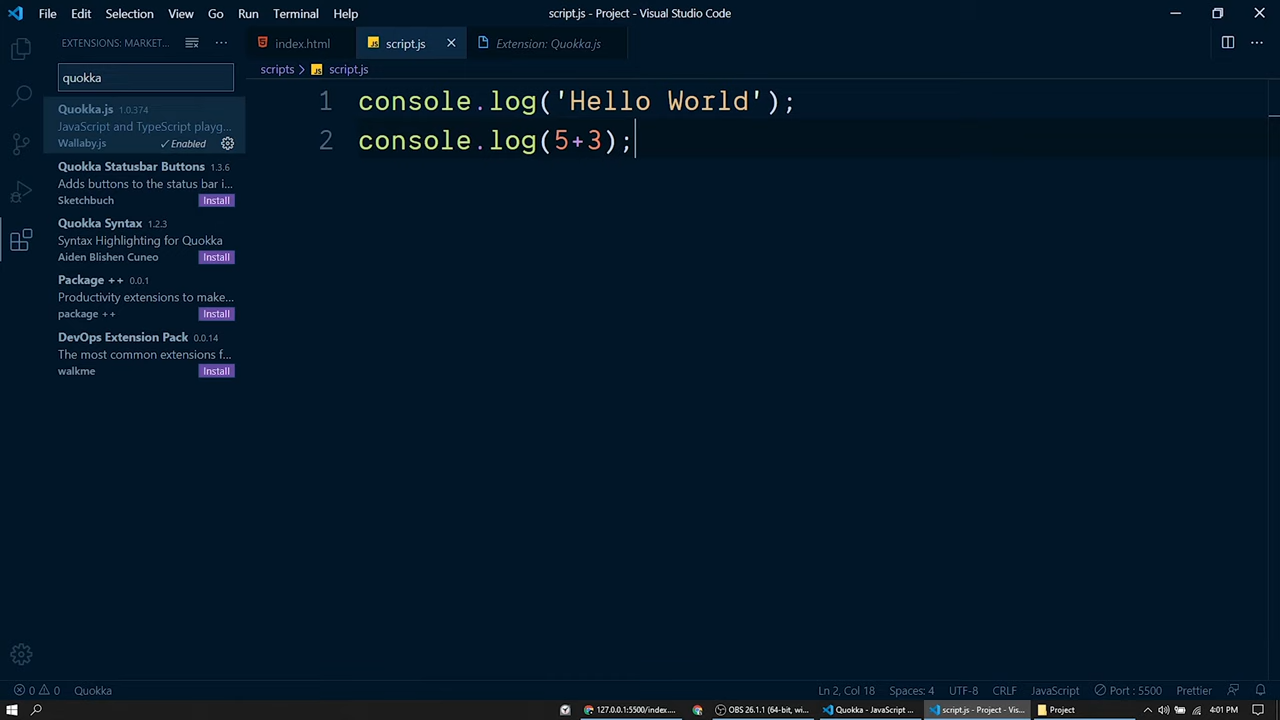 File Edit Selection View Go Run Terminal Help
script.js - Project - Visual Studio Code
EXTENSIONS: MARKET...
index.html
JS script.js
Extension: Quokka.js
quokka
scripts > JS script.js
Quokka.js 1.0.374
JavaScript and TypeScript playg...
Wallaby.js ✓ Enabled
Quokka Statusbar Buttons 1.3.6
Adds buttons to the status bar i...
Sketchbuch Install
Quokka Syntax 1.2.3
Syntax Highlighting for Quokka
Aiden Blishen Cuneo Install
Package ++ 0.0.1
Productivity extensions to make...
package ++ Install
DevOps Extension Pack 0.0.14
The most common extensions f...
walkme Install
1 console.log('Hello World');
2 console.log(5+3);
0 0 Quokka
Ln 2, Col 18 Spaces: 4 UTF-8 CRLF JavaScript Port : 5500 Prettier
127.0.0.1:5500/index....
OBS 26.1.1 (64-bit, wi...
Quokka - JavaScript ...
script.js - Project - Vis...
Project
4:01 PM